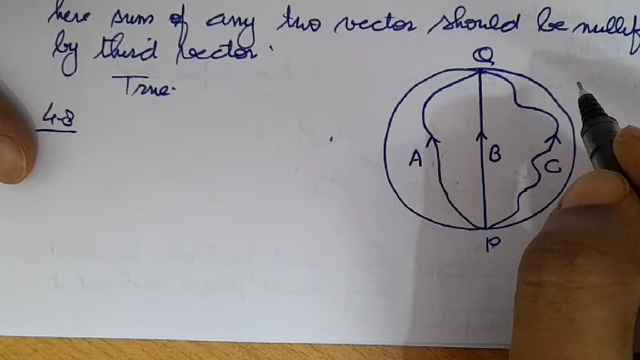 here sum of any two vector should be nullif
by third vector.
True.
4.8
Q
A
B
C
P